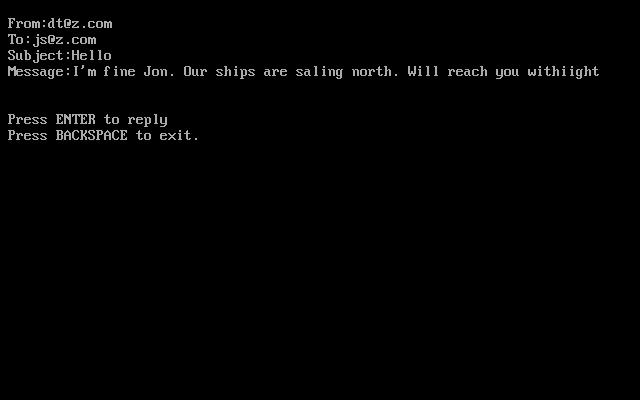 From:dt@z.com
To:js@z.com
Subject:Hello
Message:I'm fine Jon. Our ships are saling north. Will reach you withiight
Press ENTER to reply
Press BACKSPACE to exit.